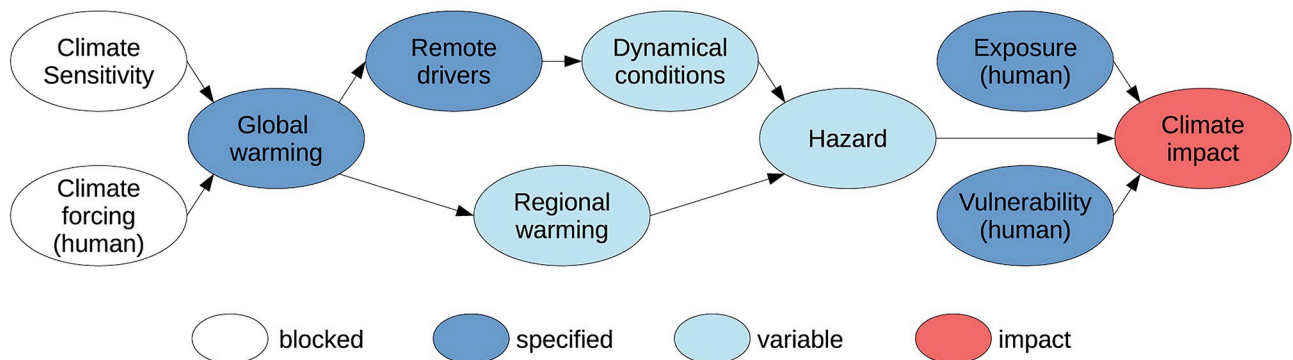 Climate
Sensitivity
Climate
forcing
(human)
Global
warming
Remote
drivers
Dynamical
conditions
Regional
warming
Hazard
Exposure
(human)
Vulnerability
(human)
Climate
impact
blocked
specified
variable
impact